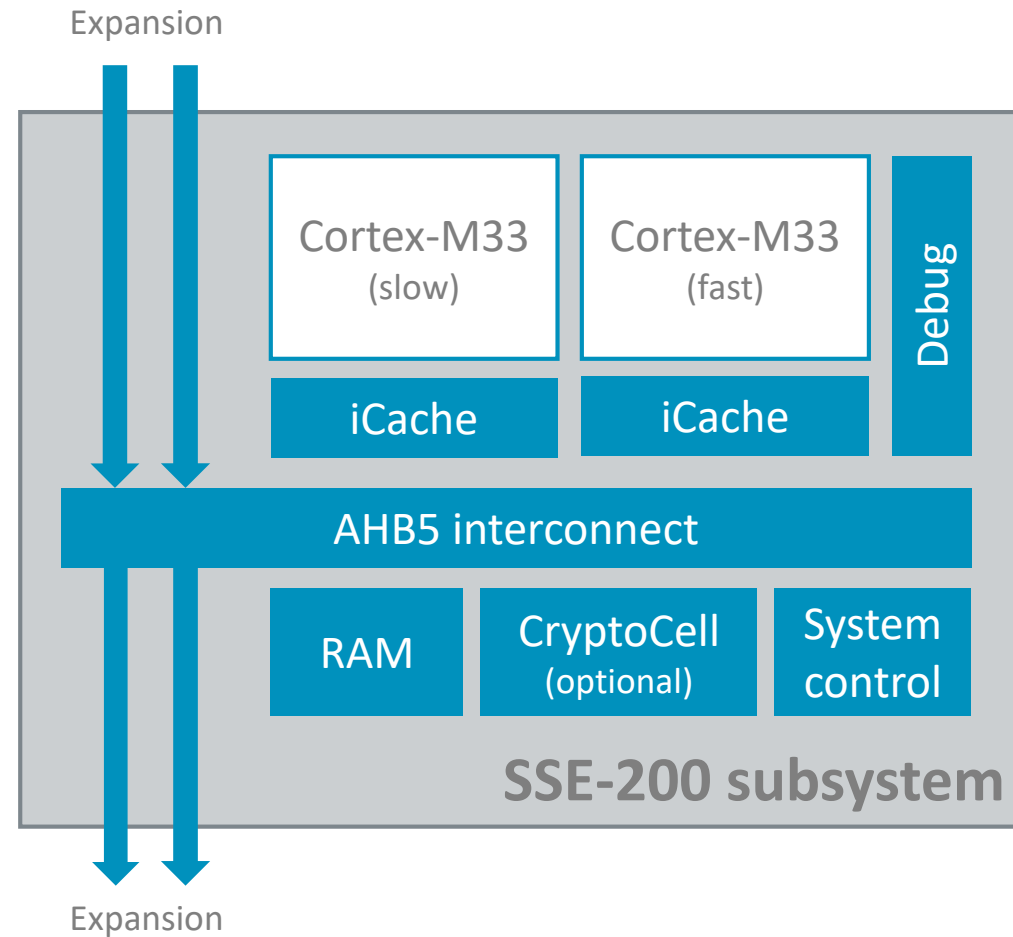 Expansion
Cortex-M33
(slow)
Cortex-M33
(fast)
Debug
iCache
iCache
AHB5 interconnect
RAM
CryptoCell
(optional)
System
control
SSE-200 subsystem
Expansion